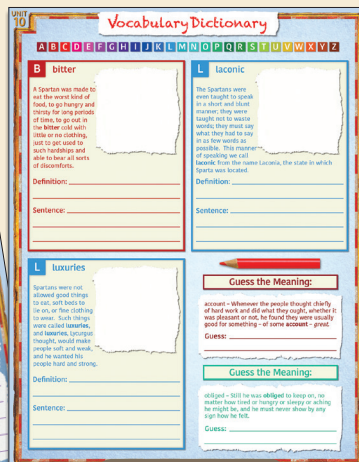 UNIT
10
Vocabulary Dictionary
A B C D E F G H I J K L M N O P Q R S T U V W X Y Z
B bitter
A Spartan was made to
eat the worst kind of
food, to go hungry and
thirsty for long periods
of time, to go out in
the bitter cold with
little or no clothing,
just to get used to
such hardships and
able to bear all sorts
of discomforts.
Definition:
Sentence:
L laconic
The Spartans were
even taught to speak
in a short and blunt
manner; they were
taught not to waste
words; they must say
what they had to say
in as few words as
possible. This manner
of speaking we call
laconic from the name Laconia, the state in which
Sparta was located.
Definition:
Sentence:
L luxuries
Spartans were not
allowed good things
to eat, soft beds to
lie on, or fine clothing
to wear. Such things
were called luxuries,
and luxuries, Lycurgus
thought, would make
people soft and weak,
and he wanted his
people hard and strong.
Definition:
Sentence:
Guess the Meaning:
account – Whenever the people thought chiefly
of hard work and did what they ought, whether it
was pleasant or not, he found they were usually
good for something – of some account – great.
Guess:
Guess the Meaning:
obliged – Still he was obliged to keep on, no
matter how tired or hungry or sleepy or aching
he might be, and he must never show by any
sign how he felt.
Guess: